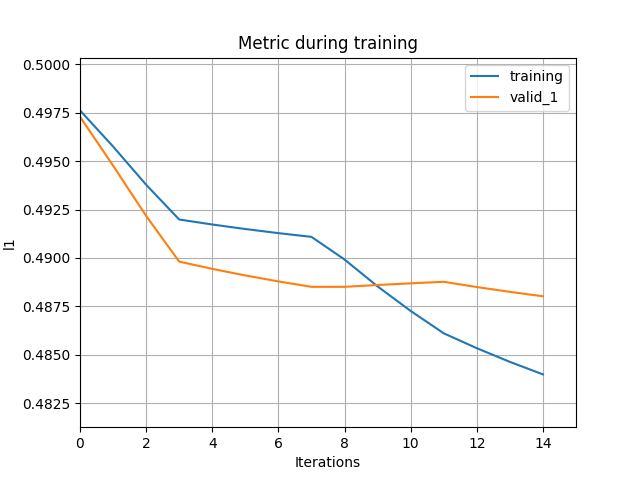 Metric during training
0.5000
0.4975
0.4950
0.4925
0.4900
0.4875
0.4850
0.4825
l1
training
valid_1
0 2 4 6 8 10 12 14
Iterations